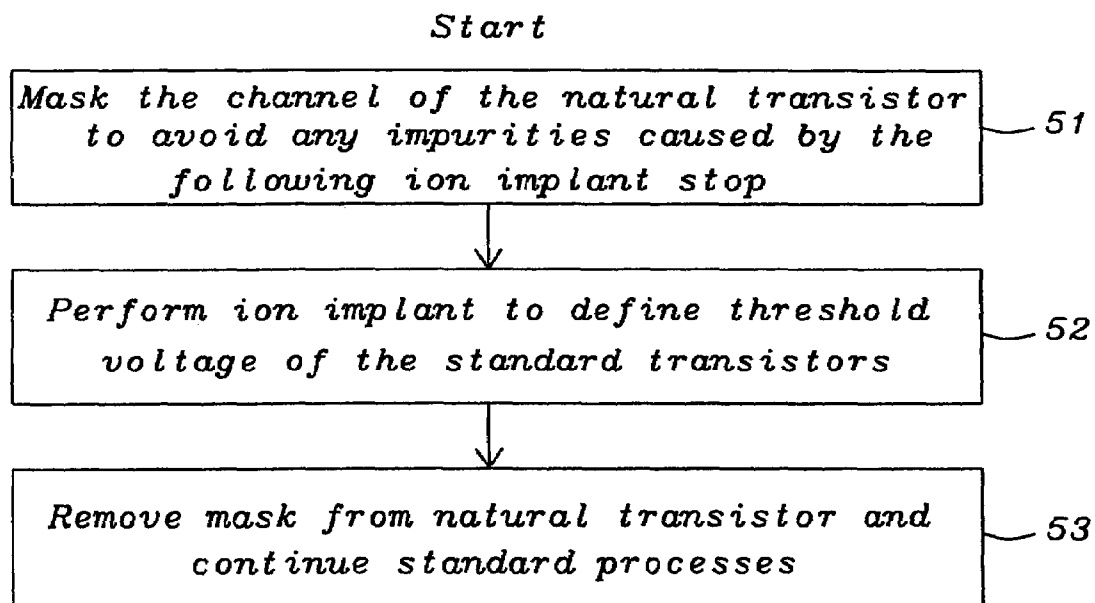 Start
Mask the channel of the natural transistor
to avoid any impurities caused by the
following ion implant stop
51
Perform ion implant to define threshold
voltage of the standard transistors
52
Remove mask from natural transistor and
continue standard processes
53